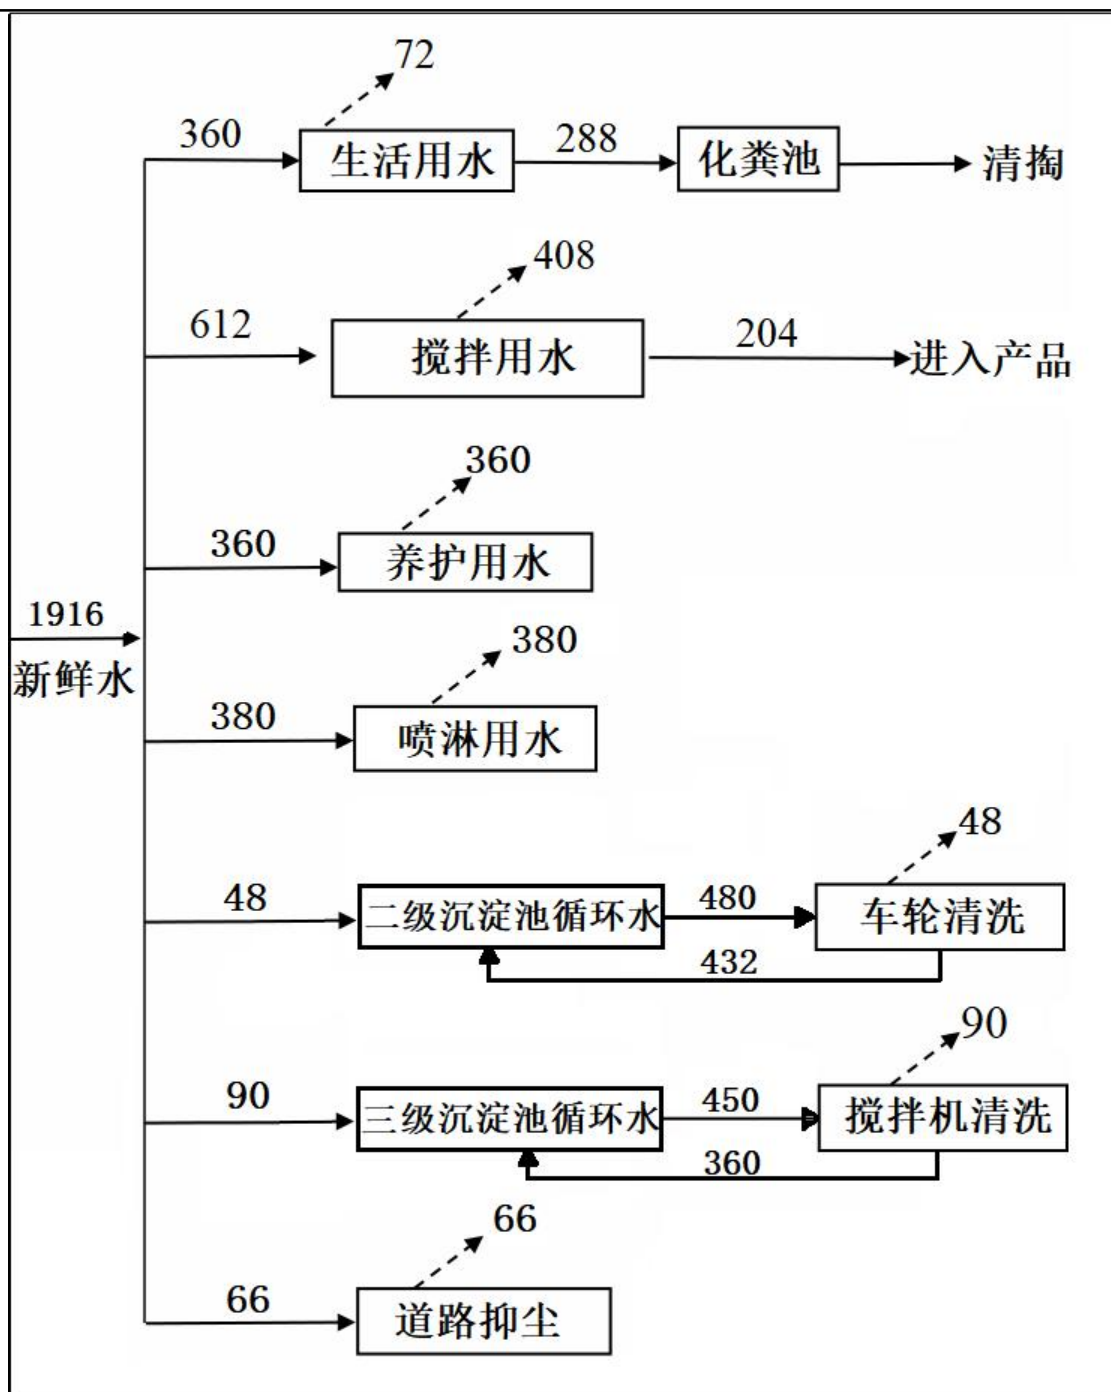 72
360
生活用水
288
化粪池
清掏
408
612
搅拌用水
204
进入产品
360
360
养护用水
1916
新鲜水
380
380
喷淋用水
48
48
二级沉淀池循环水
480
车轮清洗
432
90
90
三级沉淀池循环水
450
搅拌机清洗
360
66
66
道路抑尘